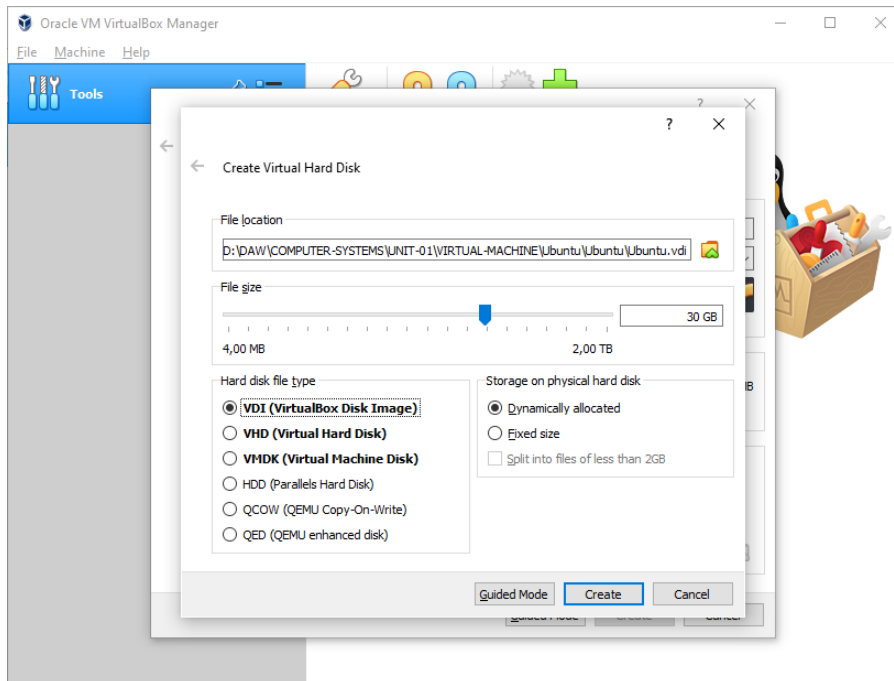 Oracle VM VirtualBox Manager
File Machine Help
Tools
?
?
Create Virtual Hard Disk
File location
D:\DAW\COMPUTER-SYSTEMS\UNIT-01\VIRTUAL-MACHINE\Ubuntu\Ubuntu\Ubuntu.vdi
File size
30 GB
4,00 MB 2,00 TB
Hard disk file type Storage on physical hard disk
VDI (VirtualBox Disk Image) Dynamically allocated
VHD (Virtual Hard Disk) Fixed size
VMDK (Virtual Machine Disk) Split into files of less than 2GB
HDD (Parallels Hard Disk)
QCOW (QEMU Copy-On-Write)
QED (QEMU enhanced disk)
Guided Mode Create Cancel
Guided Mode Create Cancel